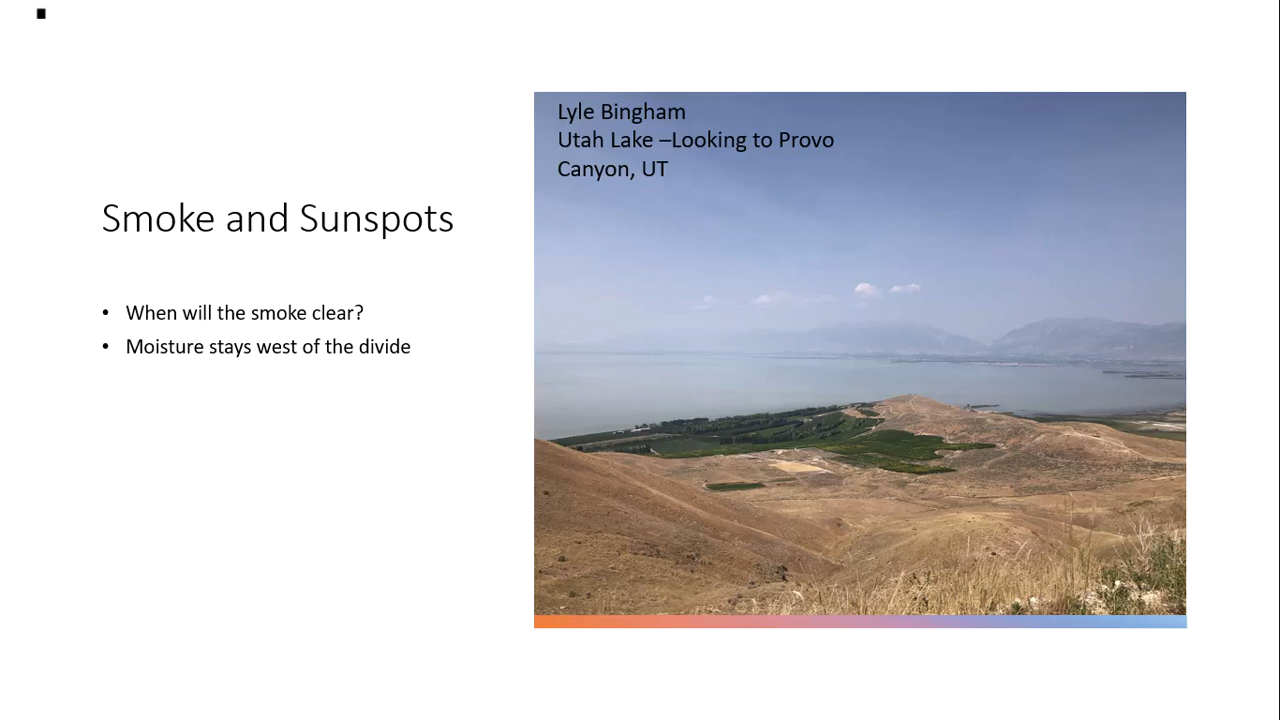 Smoke and Sunspots
• When will the smoke clear?
• Moisture stays west of the divide
Lyle Bingham
Utah Lake –Looking to Provo
Canyon, UT